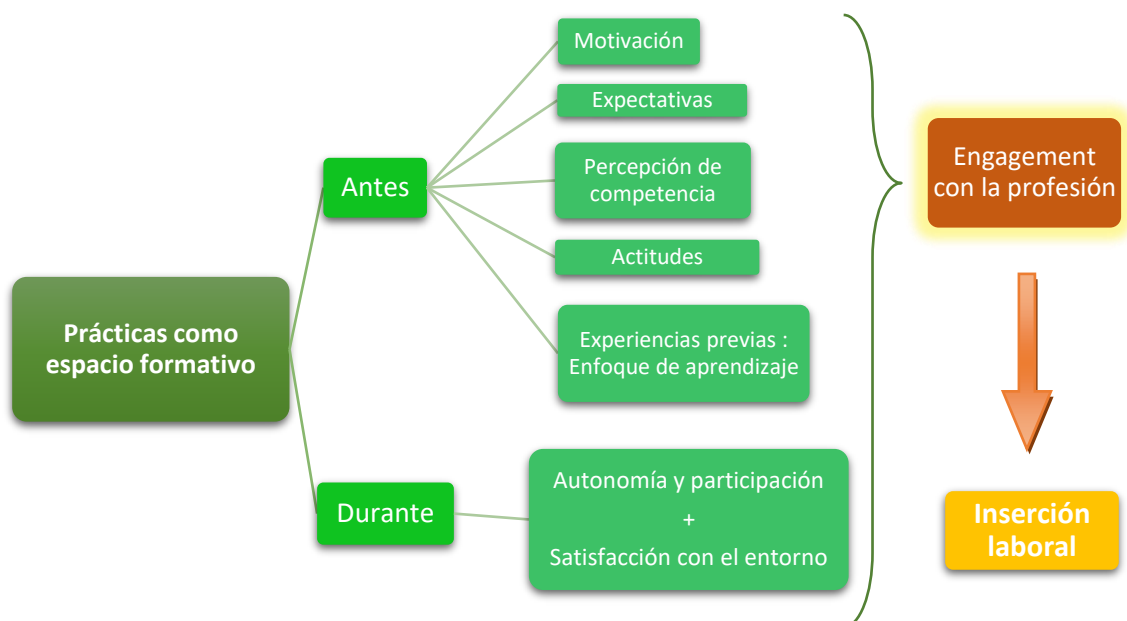 Prácticas como
espacio formativo
Antes
Motivación
Expectativas
Percepción de
competencia
Actitudes
Experiencias previas :
Enfoque de aprendizaje
Durante
Autonomía y participación
+
Satisfacción con el entorno
Engagement
con la profesión
Inserción
laboral